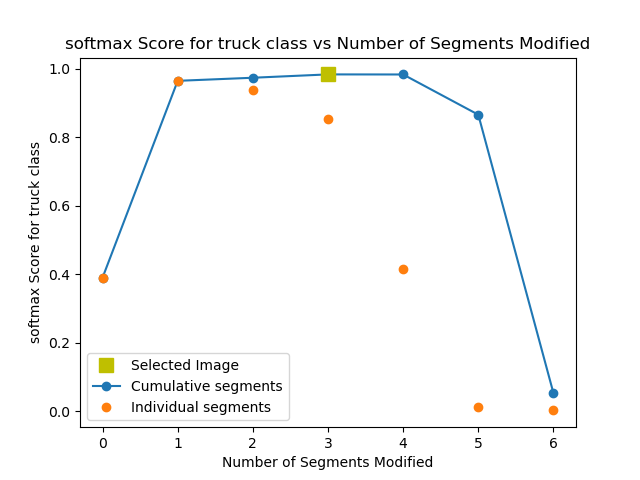 softmax Score for truck class vs Number of Segments Modified
softmax Score for truck class
1.0
0.8
0.6
0.4
0.2
0.0
Selected Image
Cumulative segments
Individual segments
0 1 2 3 4 5 6
Number of Segments Modified